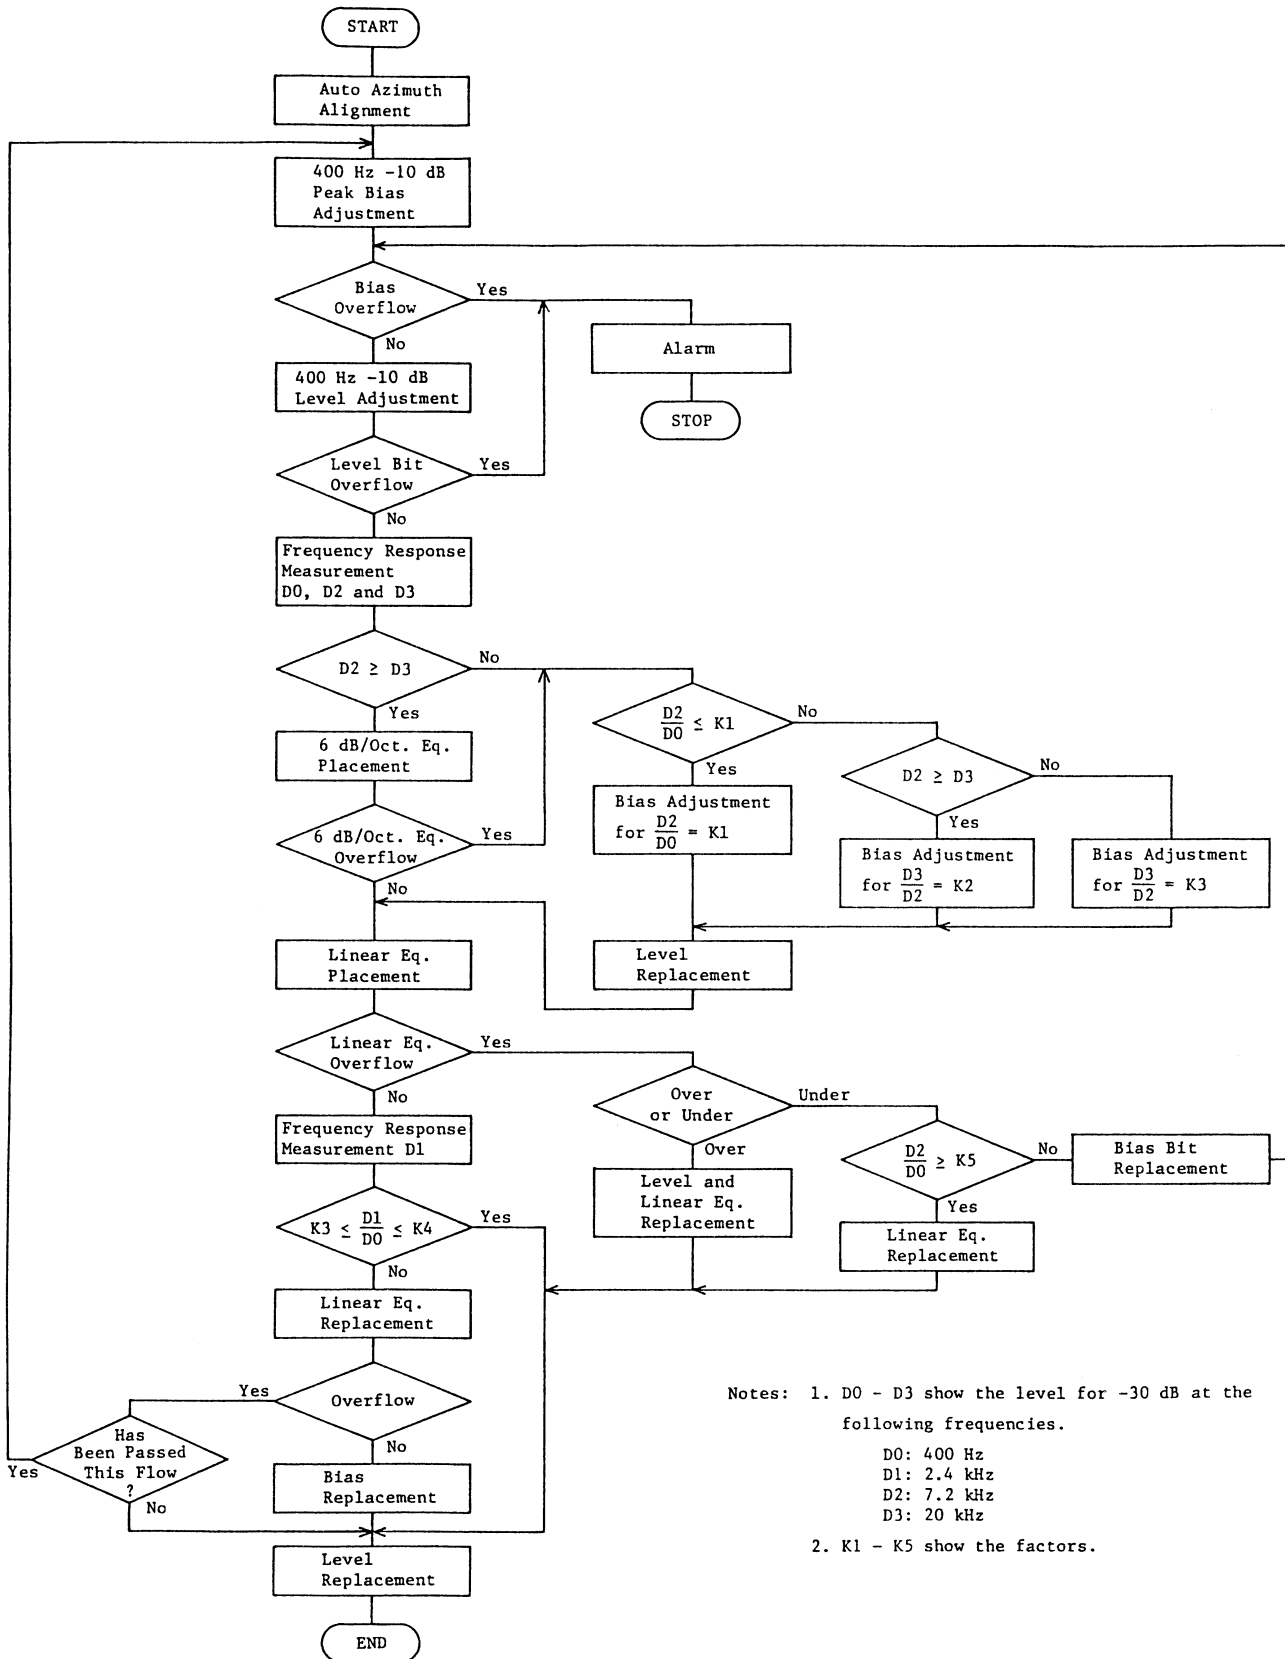 START
Auto Azimuth
Alignment
400 Hz -10 dB
Peak Bias
Adjustment
Bias
Overflow
Yes
No
Alarm
STOP
400 Hz -10 dB
Level Adjustment
Level Bit
Overflow
Yes
No
Frequency Response
Measurement
D0, D2 and D3
D2 ≥ D3
No
Yes
D2
D0
≤ K1
No
Yes
D2 ≥ D3
No
Yes
6 dB/Oct. Eq.
Placement
6 dB/Oct. Eq.
Overflow
Yes
No
Bias Adjustment
for D2/D0 = K1
Bias Adjustment
for D3/D2 = K2
Bias Adjustment
for D3/D2 = K3
Level
Replacement
Linear Eq.
Placement
Linear Eq.
Overflow
Yes
No
Over
or Under
Under
Over
D2/D0 ≥ K5
No
Yes
Bias Bit
Replacement
Frequency Response
Measurement D1
Level and
Linear Eq.
Replacement
Linear Eq.
Replacement
K3 ≤ D1/D0 ≤ K4
Yes
No
Linear Eq.
Replacement
Overflow
Yes
No
Has
Been Passed
This Flow
?
Yes
No
Bias
Replacement
Level
Replacement
END
Notes: 1. D0 - D3 show the level for -30 dB at the
following frequencies.
D0: 400 Hz
D1: 2.4 kHz
D2: 7.2 kHz
D3: 20 kHz
2. K1 - K5 show the factors.